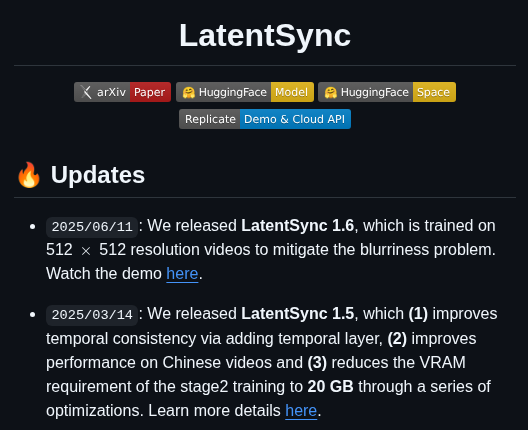 LatentSync
arXiv Paper 🤗 HuggingFace Model 🤗 HuggingFace Space
Replicate Demo & Cloud API
🔥 Updates
• 2025/06/11: We released LatentSync 1.6, which is trained on
512 × 512 resolution videos to mitigate the blurriness problem.
Watch the demo here.
• 2025/03/14: We released LatentSync 1.5, which (1) improves
temporal consistency via adding temporal layer, (2) improves
performance on Chinese videos and (3) reduces the VRAM
requirement of the stage2 training to 20 GB through a series of
optimizations. Learn more details here.